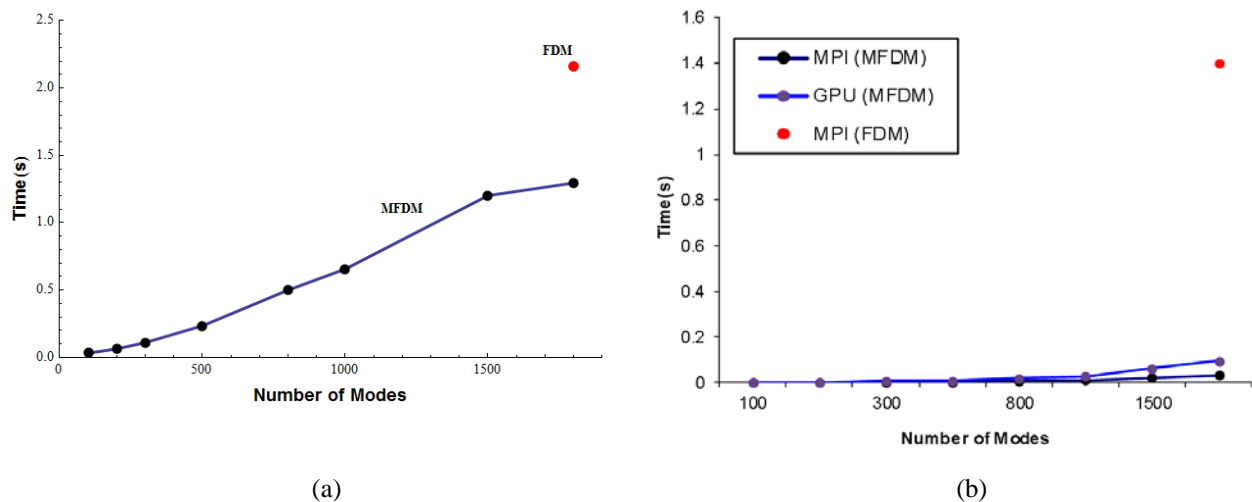 2.5
2.0
1.5
1.0
0.5
0.0
Time(s)
FDM
MFDM
0
500
1000
1500
Number of Modes
(a)
1.6
1.4
1.2
1
0.8
0.6
0.4
0.2
0
Time(s)
MPI (MFDM)
GPU (MFDM)
MPI (FDM)
100
300
800
1500
Number of Modes
(b)